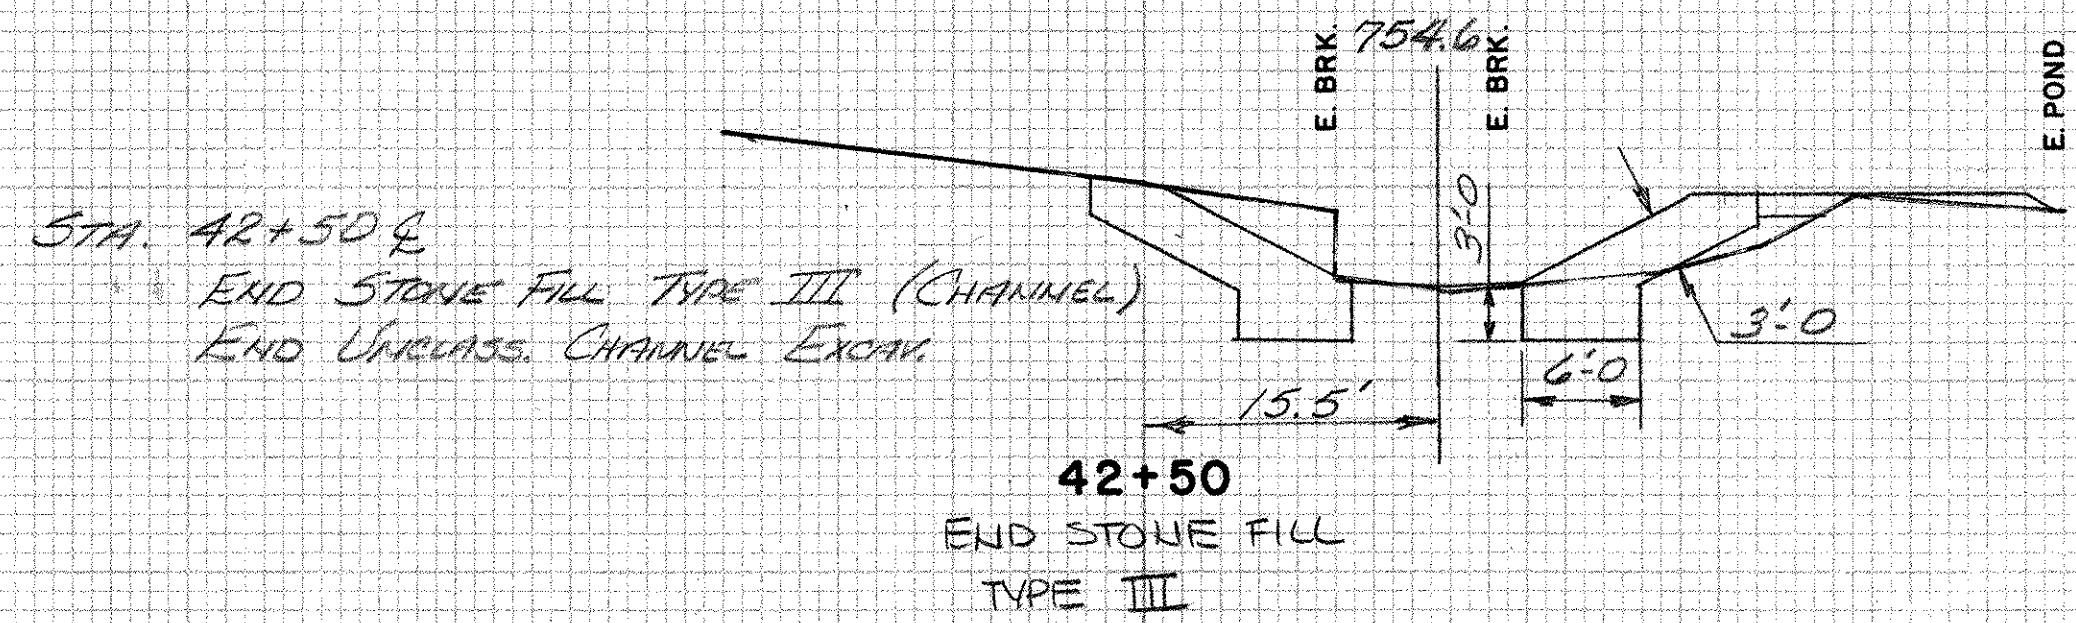 E. BRK.
754.6
E. BRK.
E. POND
STA. 42+50 ℄
END STONE FILL TYPE III (CHANNEL)
END UNCLASS. CHANNEL EXCAV.
3'-0
3'-0
6'-0
15.5'
42+50
END STONE FILL
TYPE III